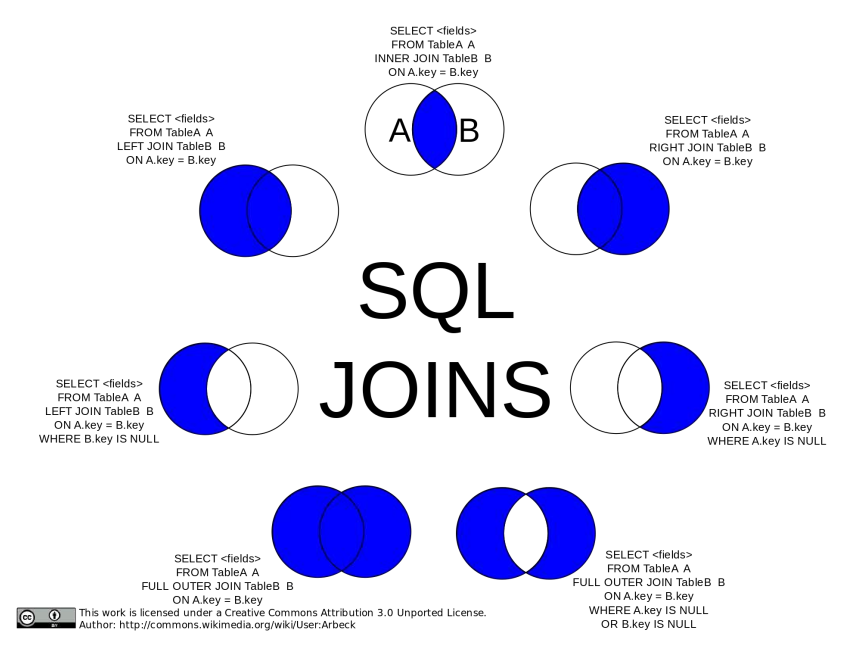 SELECT <fields>
FROM TableA A
INNER JOIN TableB B
ON A.key = B.key
A B
SELECT <fields>
FROM TableA A
LEFT JOIN TableB B
ON A.key = B.key
SELECT <fields>
FROM TableA A
RIGHT JOIN TableB B
ON A.key = B.key
SQL
JOINS
SELECT <fields>
FROM TableA A
LEFT JOIN TableB B
ON A.key = B.key
WHERE B.key IS NULL
SELECT <fields>
FROM TableA A
RIGHT JOIN TableB B
ON A.key = B.key
WHERE A.key IS NULL
SELECT <fields>
FROM TableA A
FULL OUTER JOIN TableB B
ON A.key = B.key
SELECT <fields>
FROM TableA A
FULL OUTER JOIN TableB B
ON A.key = B.key
WHERE A.key IS NULL
OR B.key IS NULL
cc
BY
This work is licensed under a Creative Commons Attribution 3.0 Unported License.
Author: http://commons.wikimedia.org/wiki/User:Arbeck